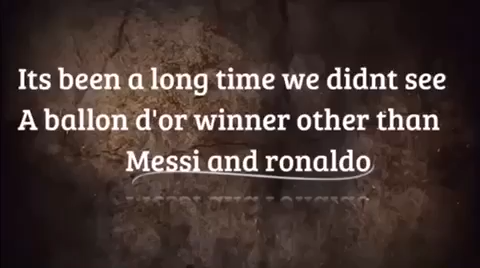 Its been a long time we didnt see
A ballon d'or winner other than
Messi and ronaldo